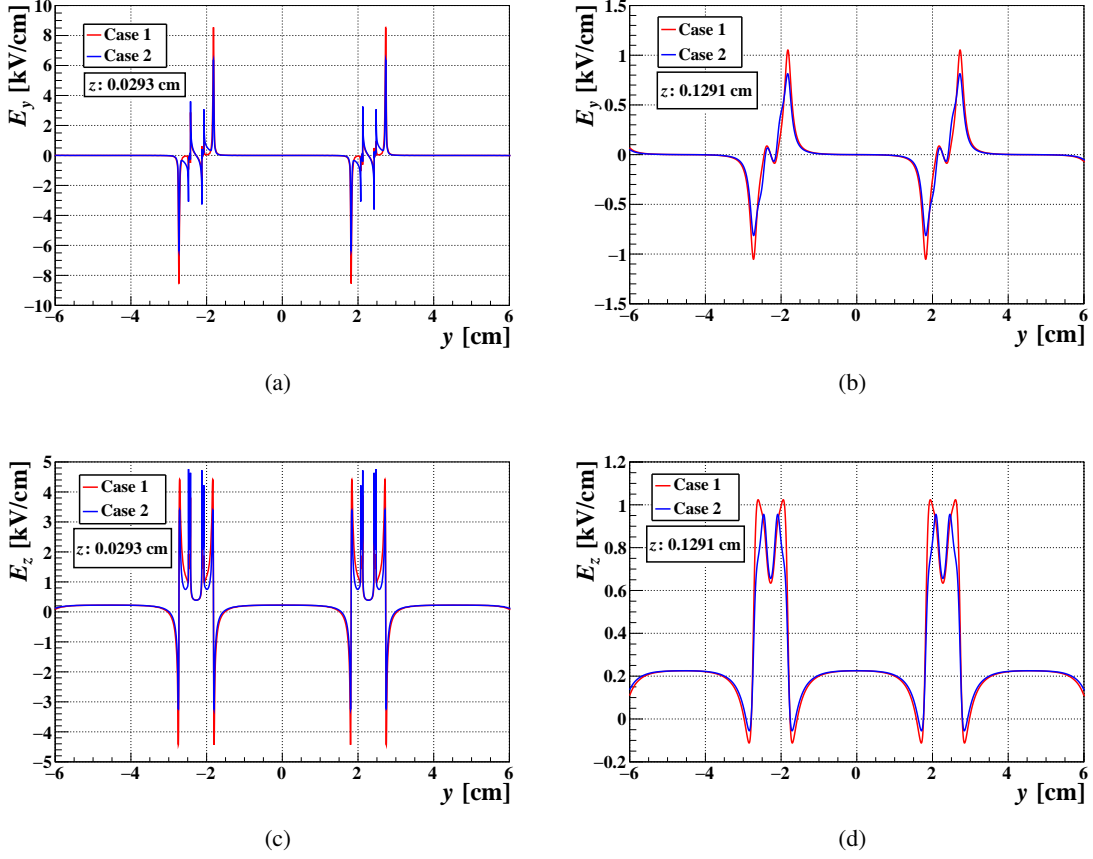 E_y [kV/cm]
10
8
6
4
2
0
−2
−4
−6
−8
−10
Case 1
Case 2
z: 0.0293 cm
−6 −4 −2 0 2 4 6
y [cm]
(a)
E_y [kV/cm]
1.5
1
0.5
0
−0.5
−1
−1.5
Case 1
Case 2
z: 0.1291 cm
−6 −4 −2 0 2 4 6
y [cm]
(b)
E_z [kV/cm]
5
4
3
2
1
0
−1
−2
−3
−4
−5
Case 1
Case 2
z: 0.0293 cm
−6 −4 −2 0 2 4 6
y [cm]
(c)
E_z [kV/cm]
1.2
1
0.8
0.6
0.4
0.2
0
−0.2
Case 1
Case 2
z: 0.1291 cm
−6 −4 −2 0 2 4 6
y [cm]
(d)